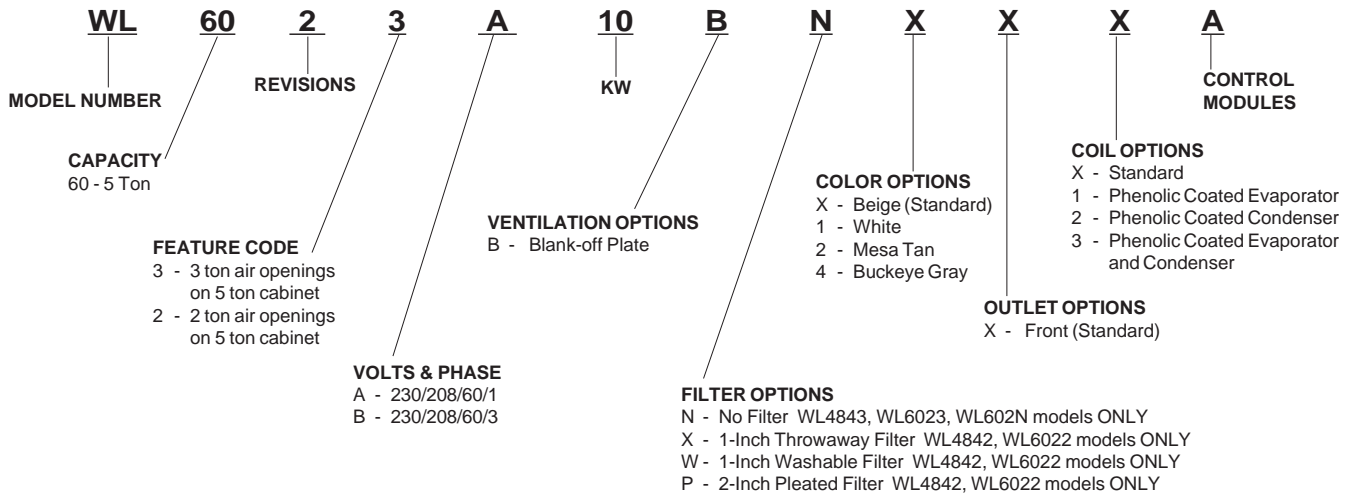 WL 60 2 3 A 10 B N X X X A
MODEL NUMBER
REVISIONS
KW
CONTROL
MODULES
CAPACITY
60 - 5 Ton
FEATURE CODE
3 - 3 ton air openings
on 5 ton cabinet
2 - 2 ton air openings
on 5 ton cabinet
VOLTS & PHASE
A - 230/208/60/1
B - 230/208/60/3
VENTILATION OPTIONS
B - Blank-off Plate
FILTER OPTIONS
N - No Filter WL4843, WL6023, WL602N models ONLY
X - 1-Inch Throwaway Filter WL4842, WL6022 models ONLY
W - 1-Inch Washable Filter WL4842, WL6022 models ONLY
P - 2-Inch Pleated Filter WL4842, WL6022 models ONLY
COLOR OPTIONS
X - Beige (Standard)
1 - White
2 - Mesa Tan
4 - Buckeye Gray
OUTLET OPTIONS
X - Front (Standard)
COIL OPTIONS
X - Standard
1 - Phenolic Coated Evaporator
2 - Phenolic Coated Condenser
3 - Phenolic Coated Evaporator
and Condenser